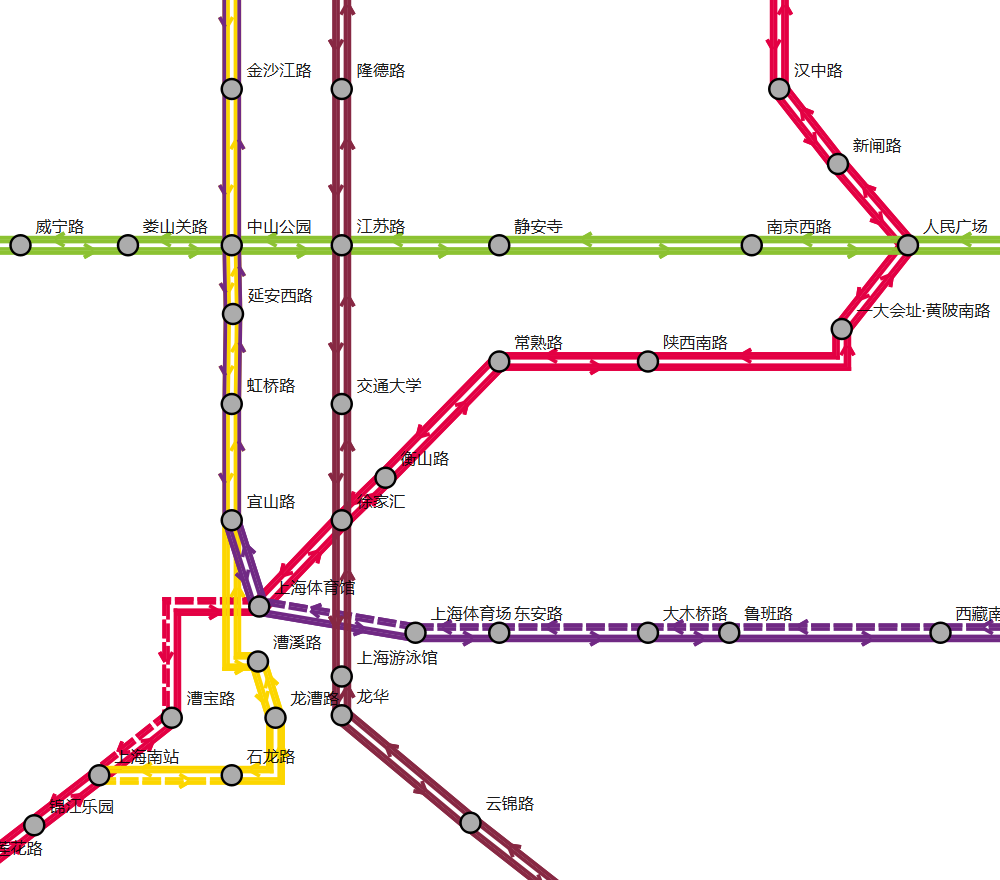 金沙江路
隆德路
汉中路
新闸路
威宁路
娄山关路
中山公园
江苏路
静安寺
南京西路
人民广场
延安西路
一大会址·黄陂南路
常熟路
陕西南路
虹桥路
交通大学
衡山路
宜山路
徐家汇
上海体育馆
上海体育场
东安路
大木桥路
鲁班路
西藏南
漕溪路
上海游泳馆
漕宝路
龙漕路
龙华
上海南站
石龙路
锦江乐园
云锦路
莲花路